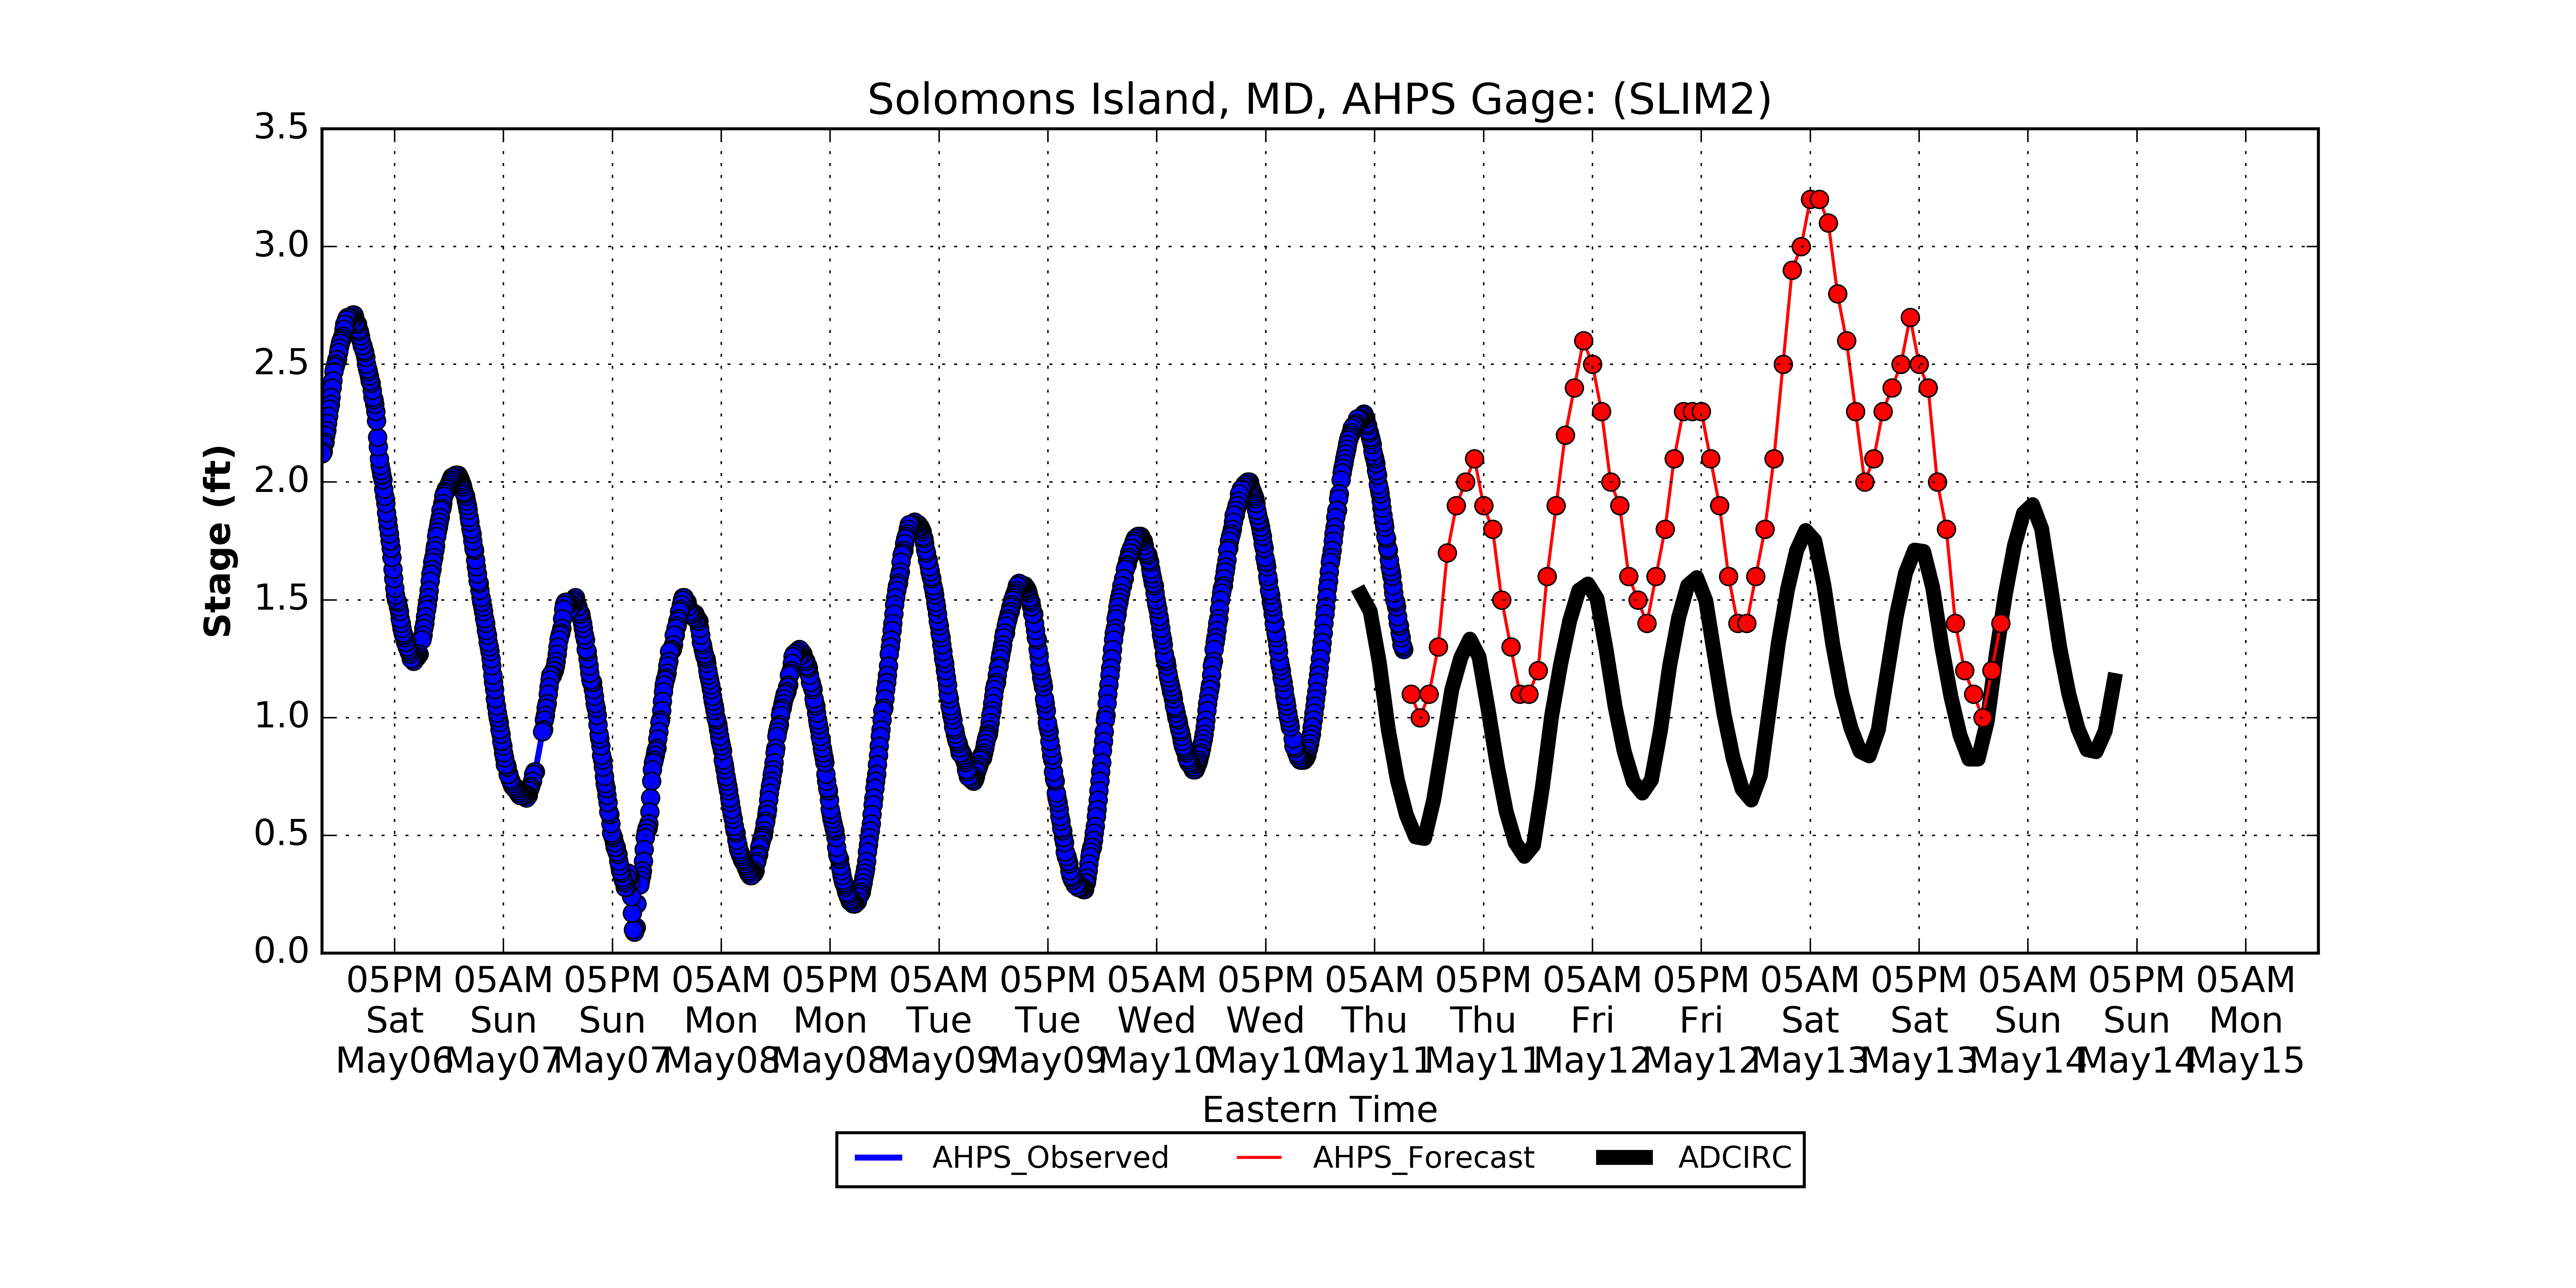 Solomons Island, MD, AHPS Gage: (SLIM2)
3.5
3.0
2.5
2.0
1.5
1.0
0.5
0.0
Stage (ft)
05PM 05AM 05PM 05AM 05PM 05AM 05PM 05AM 05PM 05AM 05PM 05AM 05PM 05AM 05PM 05AM 05PM 05AM
Sat Sun Sun Mon Mon Tue Tue Wed Wed Thu Thu Fri Fri Sat Sat Sun Sun Mon
May06 May07 May07 May08 May08 May09 May09 May10 May10 May11 May11 May12 May12 May13 May13 May14 May14 May15
Eastern Time
AHPS_Observed AHPS_Forecast ADCIRC